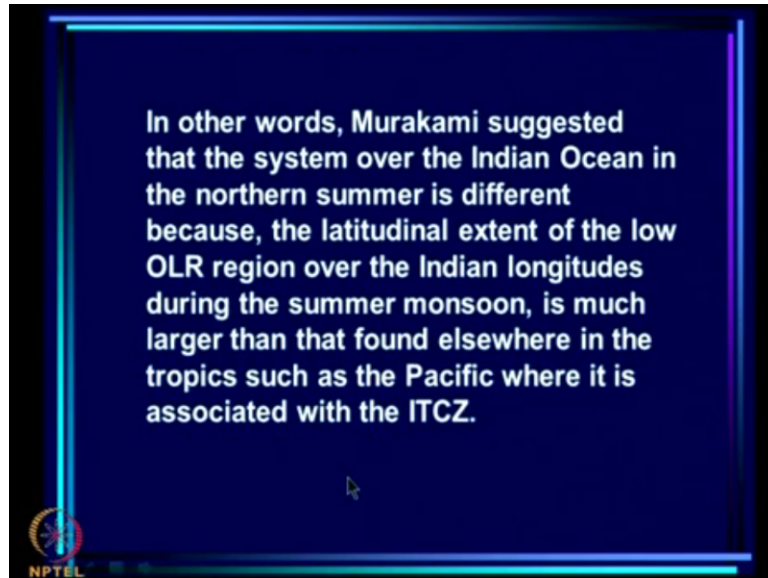 In other words, Murakami suggested
that the system over the Indian Ocean in
the northern summer is different
because, the latitudinal extent of the low
OLR region over the Indian longitudes
during the summer monsoon, is much
larger than that found elsewhere in the
tropics such as the Pacific where it is
associated with the ITCZ.
NPTEL